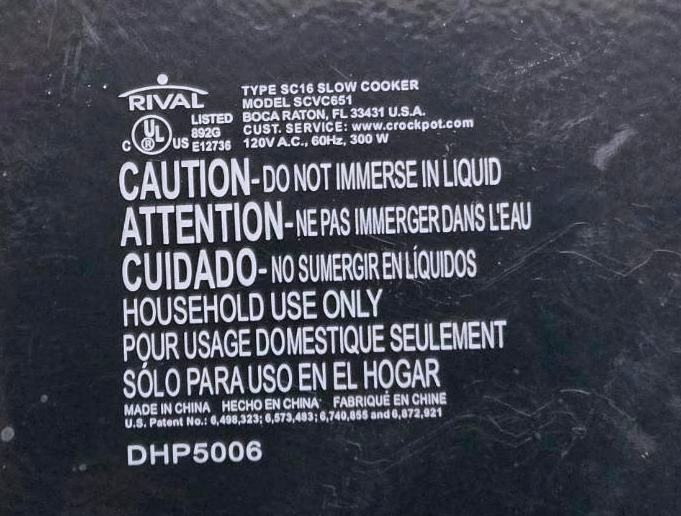 RIVAL
TYPE SC16 SLOW COOKER
MODEL SCVC651
BOCA RATON, FL 33431 U.S.A.
CUST. SERVICE: www.crockpot.com
120V A.C., 60Hz, 300 W
C UL ® US
LISTED
892G
E12736
CAUTION-DO NOT IMMERSE IN LIQUID
ATTENTION-NE PAS IMMERGER DANS L'EAU
CUIDADO-NO SUMERGIR EN LÍQUIDOS
HOUSEHOLD USE ONLY
POUR USAGE DOMESTIQUE SEULEMENT
SÓLO PARA USO EN EL HOGAR
MADE IN CHINA HECHO EN CHINA FABRIQUÉ EN CHINE
U.S. Patent No.: 6,498,323; 6,573,483; 6,740,855 and 6,872,921
DHP5006